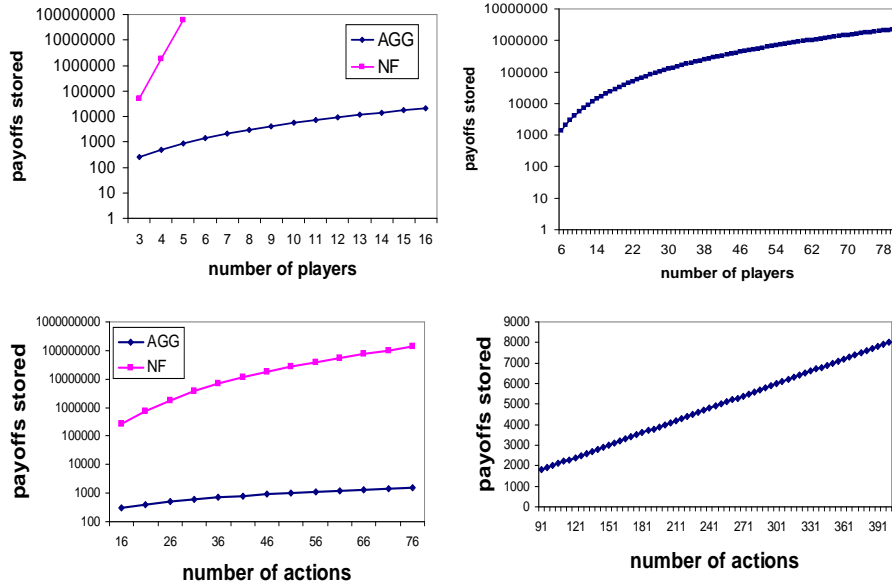 100000000
10000000
1000000
100000
10000
1000
100
10
1
payoffs stored
AGG
NF
3 4 5 6 7 8 9 10 11 12 13 14 15 16
number of players
10000000
1000000
100000
10000
1000
100
10
1
payoffs stored
6 14 22 30 38 46 54 62 70 78
number of players
1000000000
100000000
10000000
1000000
100000
10000
1000
100
payoffs stored
AGG
NF
16 26 36 46 56 66 76
number of actions
9000
8000
7000
6000
5000
4000
3000
2000
1000
0
payoffs stored
91 121 151 181 211 241 271 301 331 361 391
number of actions